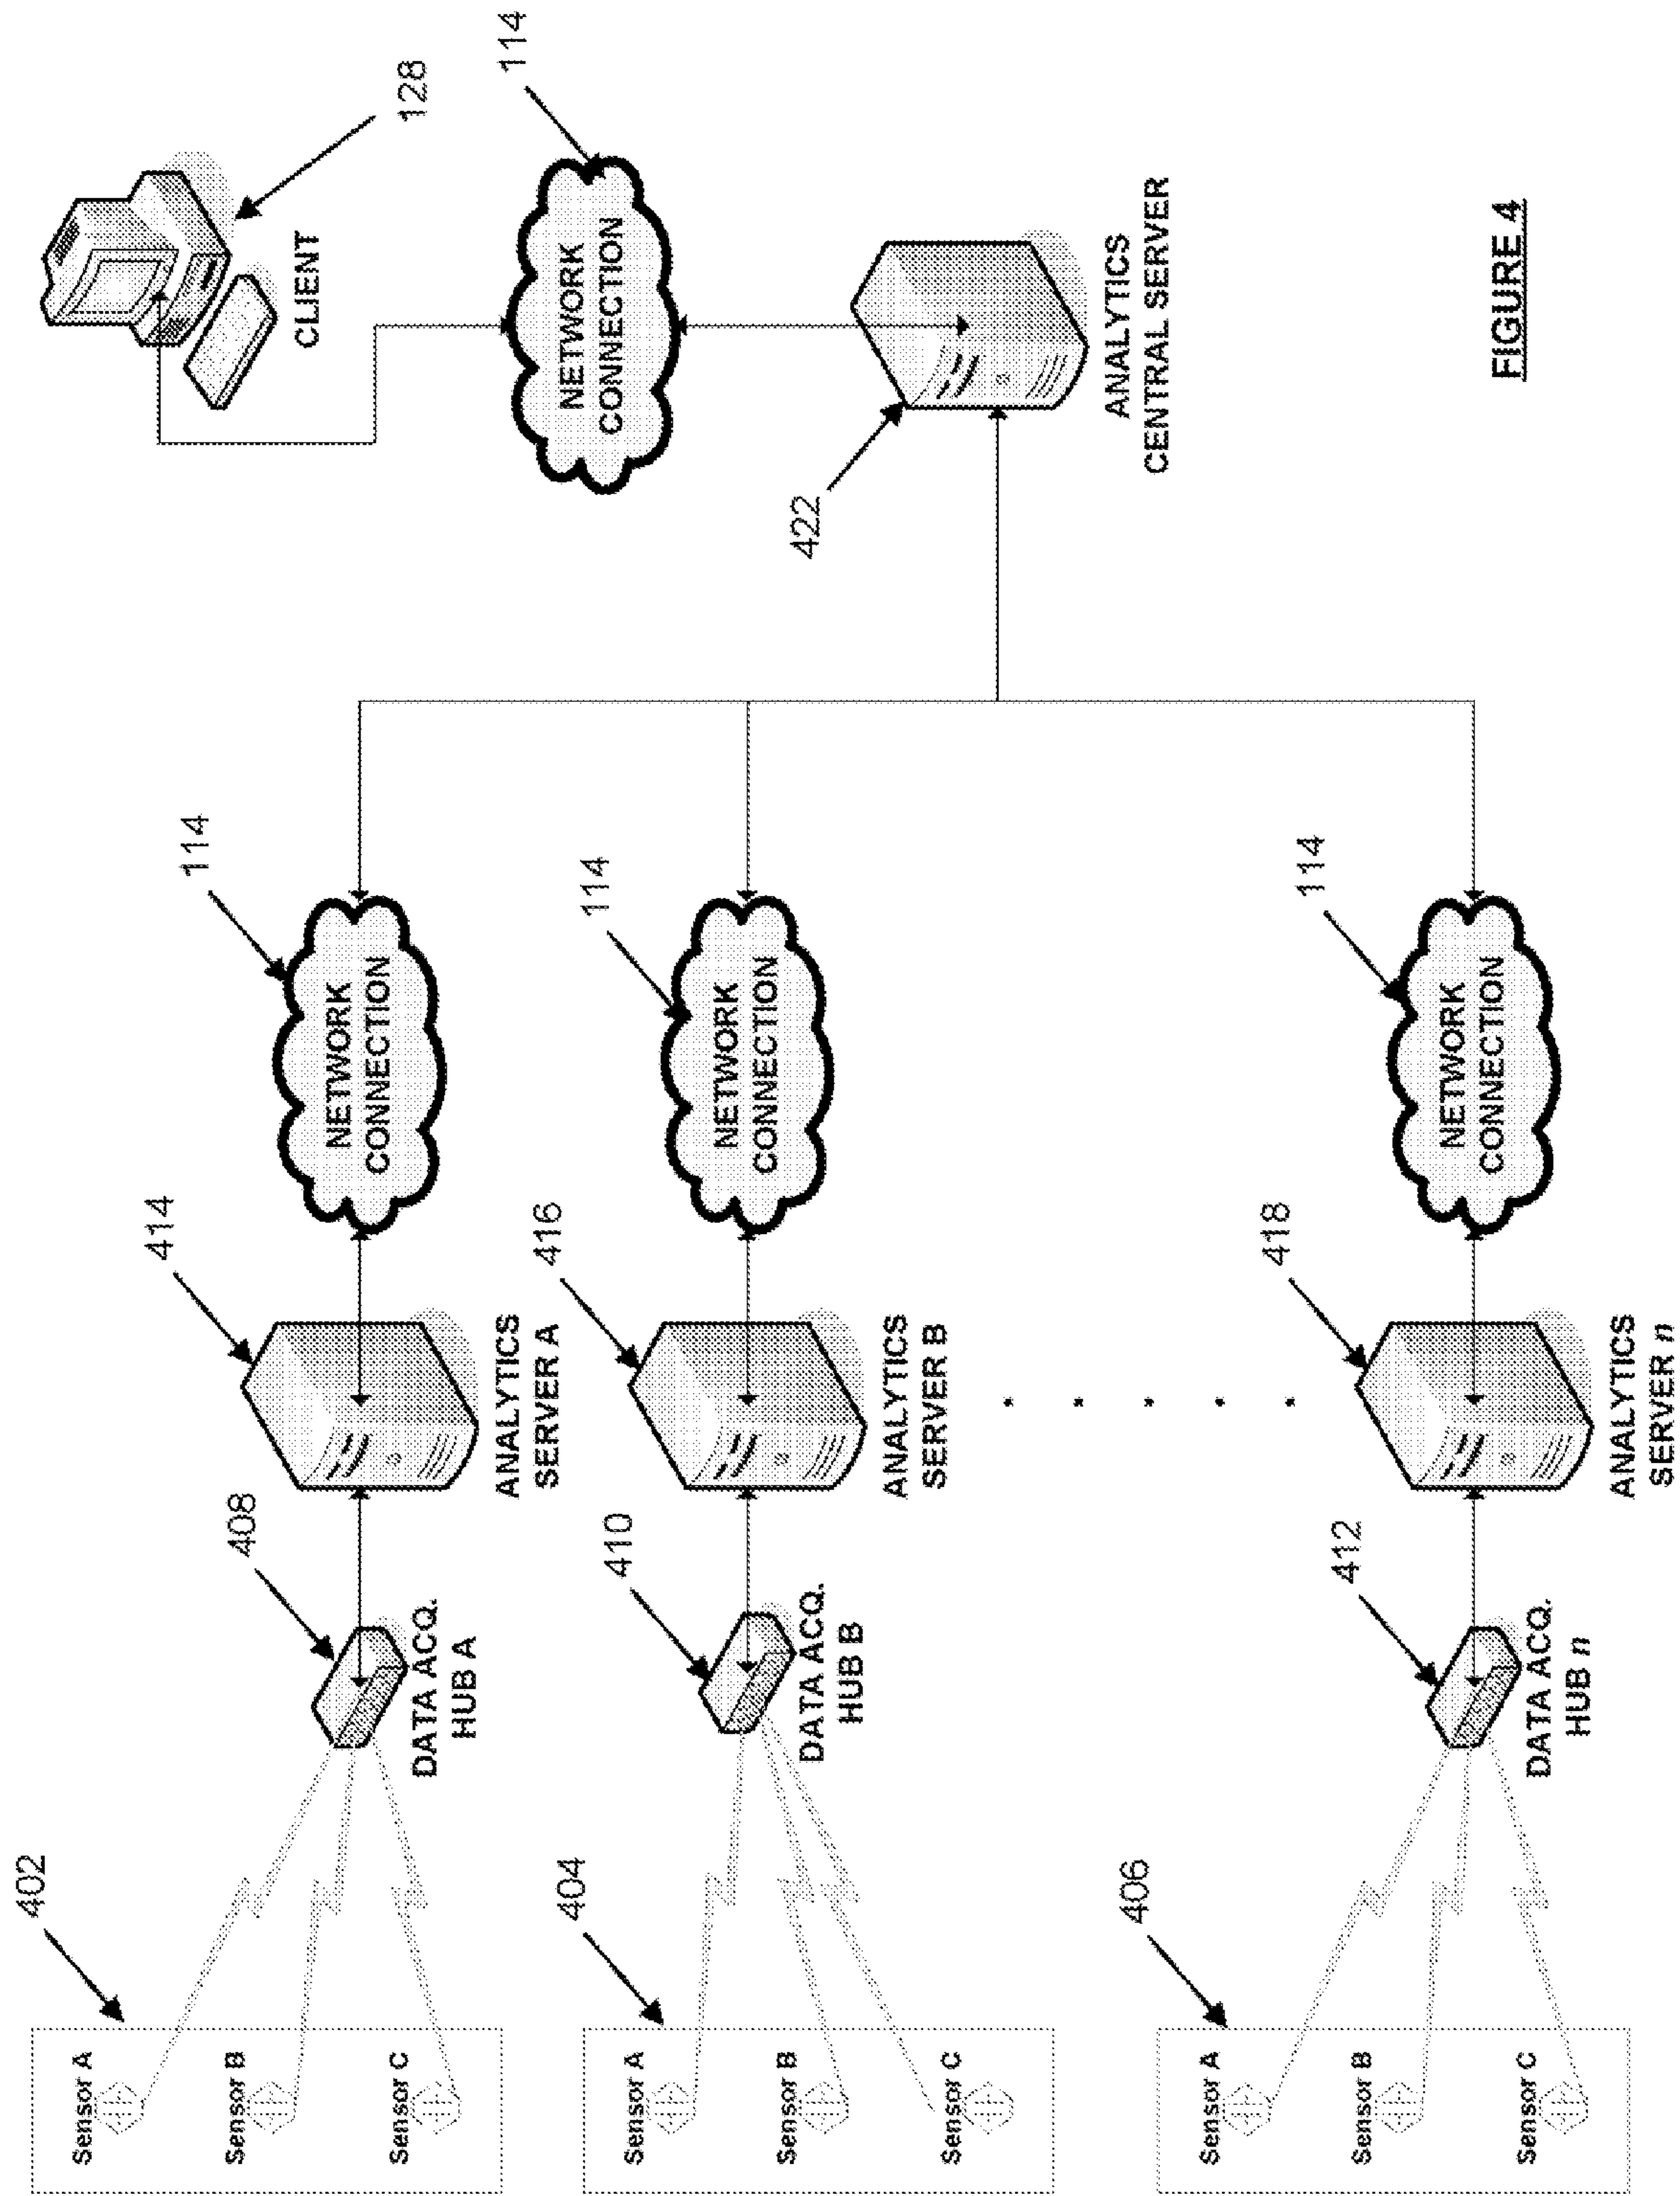 402
Sensor A
Sensor B
Sensor C
408
DATA ACQ.
HUB A
414
ANALYTICS
SERVER A
114
NETWORK
CONNECTION
404
Sensor A
Sensor B
Sensor C
410
DATA ACQ.
HUB B
416
ANALYTICS
SERVER B
114
NETWORK
CONNECTION
406
Sensor A
Sensor B
Sensor C
412
DATA ACQ.
HUB n
418
ANALYTICS
SERVER n
114
NETWORK
CONNECTION
128
CLIENT
114
NETWORK
CONNECTION
422
ANALYTICS
CENTRAL SERVER
FIGURE 4